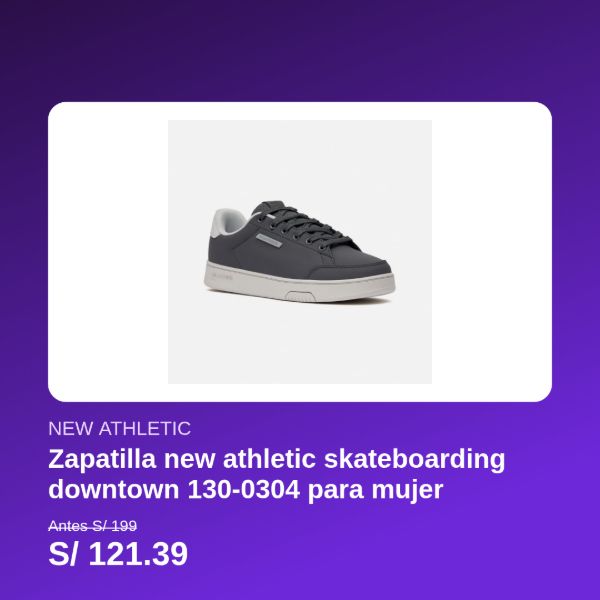 NEW ATHLETIC
Zapatilla new athletic skateboarding
downtown 130-0304 para mujer
Antes S/ 199
S/ 121.39